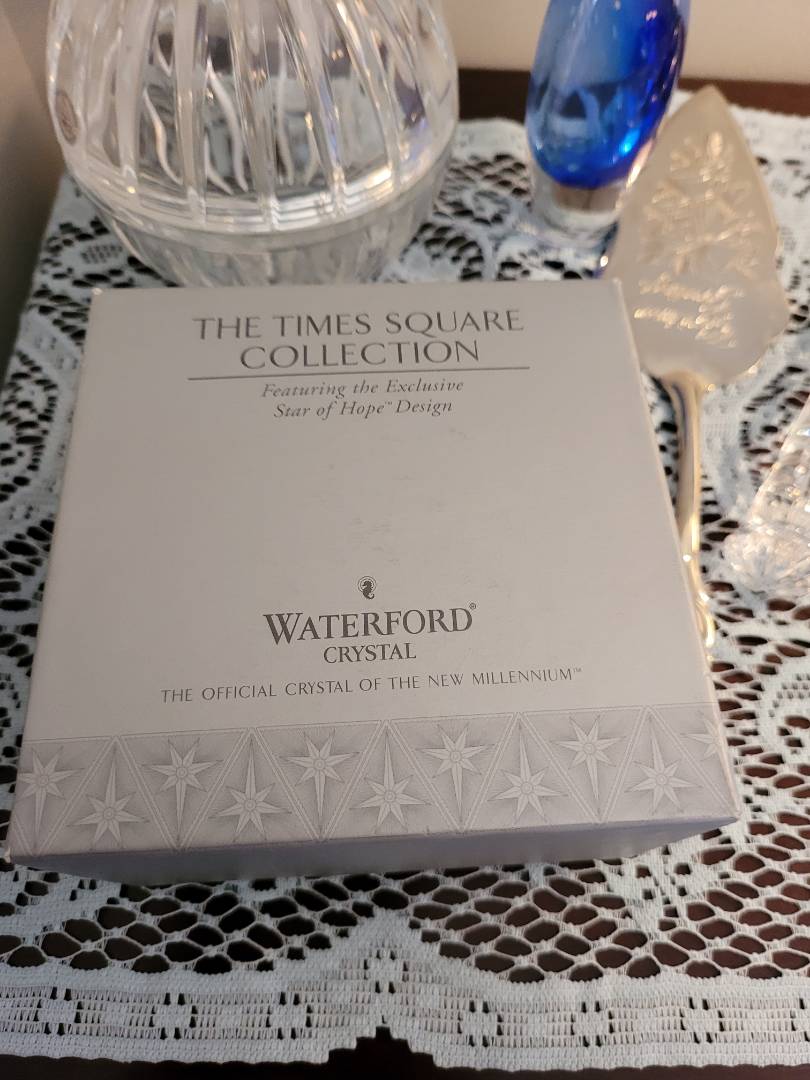 THE TIMES SQUARE
COLLECTION
Featuring the Exclusive
Star of Hope™ Design
WATERFORD®
CRYSTAL
THE OFFICIAL CRYSTAL OF THE NEW MILLENNIUM™